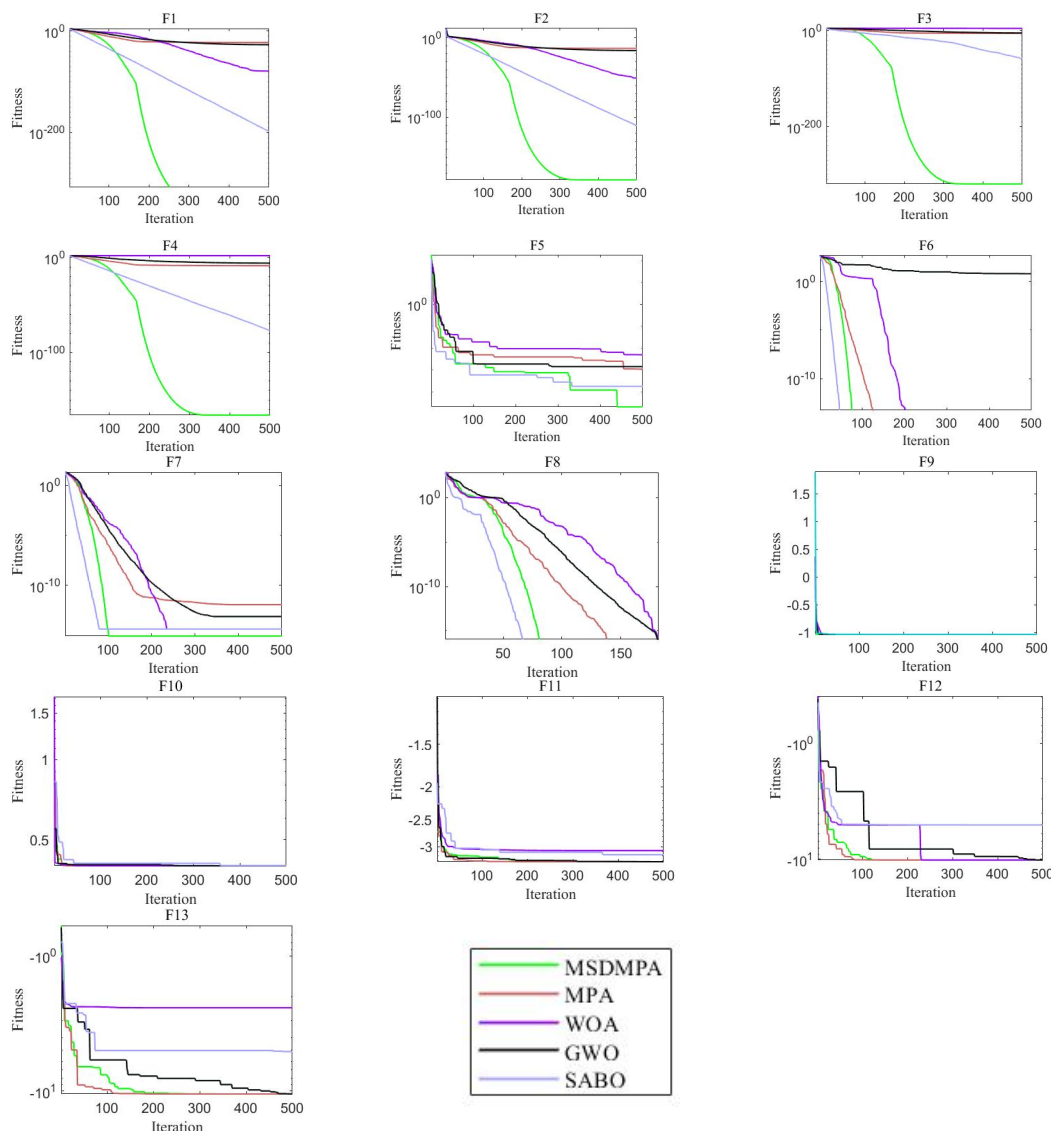 F1
10^0
10^-200
Fitness
100 200 300 400 500
Iteration
F2
10^0
10^-100
Fitness
100 200 300 400 500
Iteration
F3
10^0
10^-200
Fitness
100 200 300 400 500
Iteration
F4
10^0
10^-100
Fitness
100 200 300 400 500
Iteration
F5
10^0
Fitness
100 200 300 400 500
Iteration
F6
10^0
10^-10
Fitness
100 200 300 400 500
Iteration
F7
10^0
10^-10
Fitness
100 200 300 400 500
Iteration
F8
10^0
10^-10
Fitness
50 100 150
Iteration
F9
1.5
0.9
0.5
0
-0.5
-1
Fitness
100 200 300 400 500
Iteration
F10
1.5
1
0.5
Fitness
100 200 300 400 500
Iteration
F11
-1.5
-2
-2.5
-3
Fitness
100 200 300 400 500
Iteration
F12
-10^0
-10^1
Fitness
100 200 300 400 500
Iteration
F13
-10^0
-10^1
Fitness
100 200 300 400 500
Iteration
MSDMPA
MPA
WOA
GWO
SABO